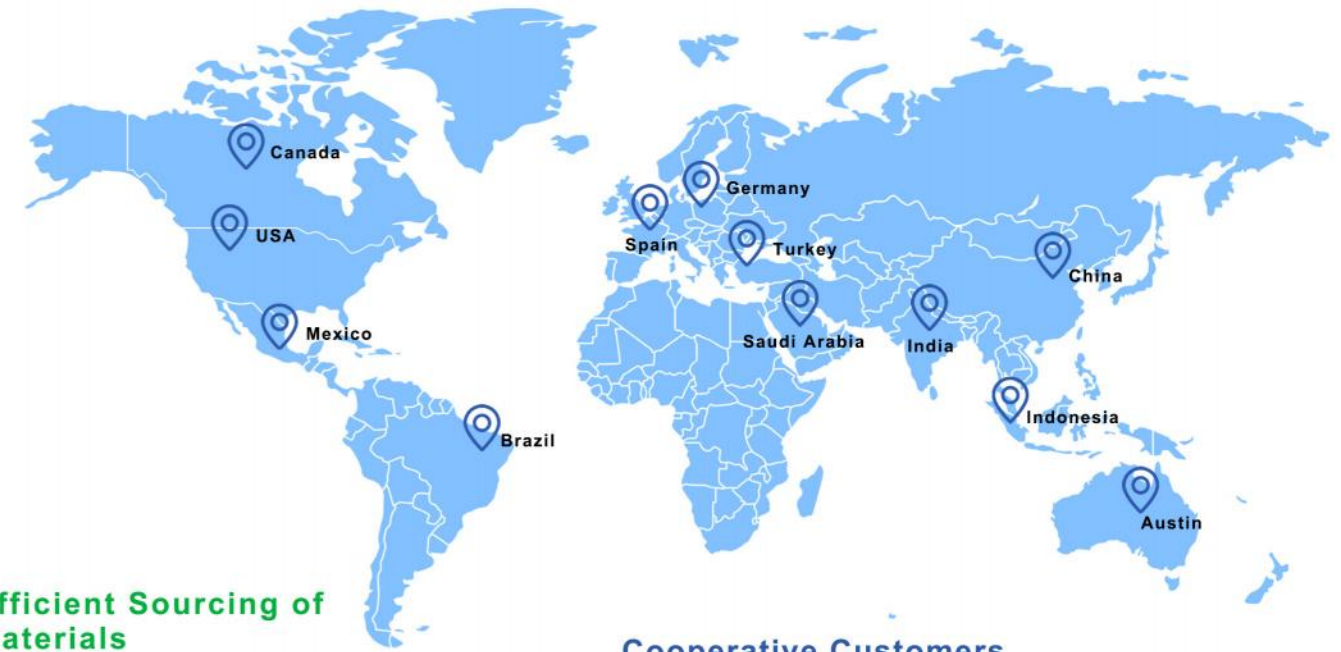 Canada
Germany
USA
Spain
Turkey
China
Mexico
Saudi Arabia
India
Indonesia
Brazil
Austin
fficient Sourcing of
aterials
Cooperative Customers